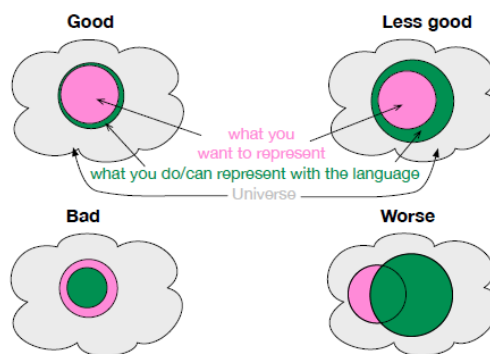 Good
Less good
what you
want to represent
what you do/can represent with the language
Universe
Bad
Worse